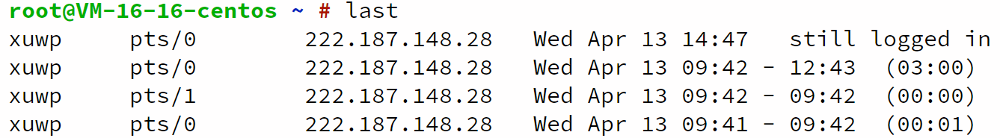 root@VM-16-16-centos ~ # last
xuwp     pts/0        222.187.148.28   Wed Apr 13 14:47   still logged in
xuwp     pts/0        222.187.148.28   Wed Apr 13 09:42 - 12:43  (03:00)
xuwp     pts/1        222.187.148.28   Wed Apr 13 09:42 - 09:42  (00:00)
xuwp     pts/0        222.187.148.28   Wed Apr 13 09:41 - 09:42  (00:01)